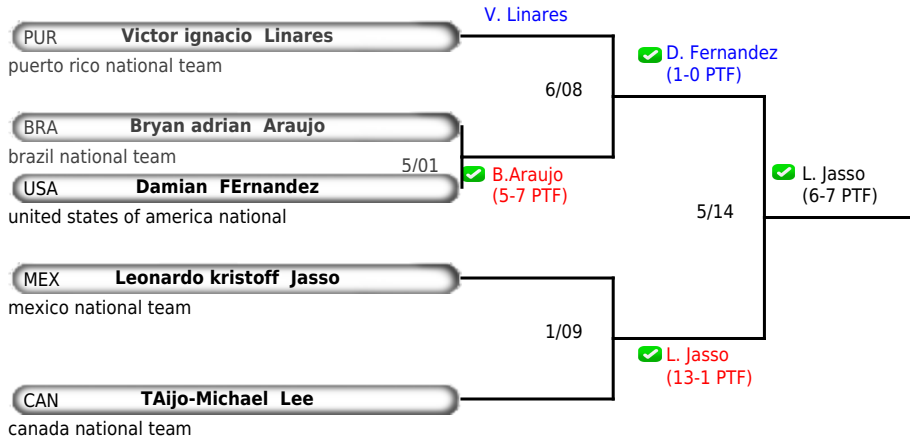 V. Linares
PUR Victor ignacio Linares
puerto rico national team
D. Fernandez
(1-0 PTF)
6/08
BRA Bryan adrian Araujo
brazil national team
5/01
B.Araujo
(5-7 PTF)
USA Damian FErnandez
united states of america national
L. Jasso
(6-7 PTF)
5/14
MEX Leonardo kristoff Jasso
mexico national team
1/09
L. Jasso
(13-1 PTF)
CAN TAijo-Michael Lee
canada national team